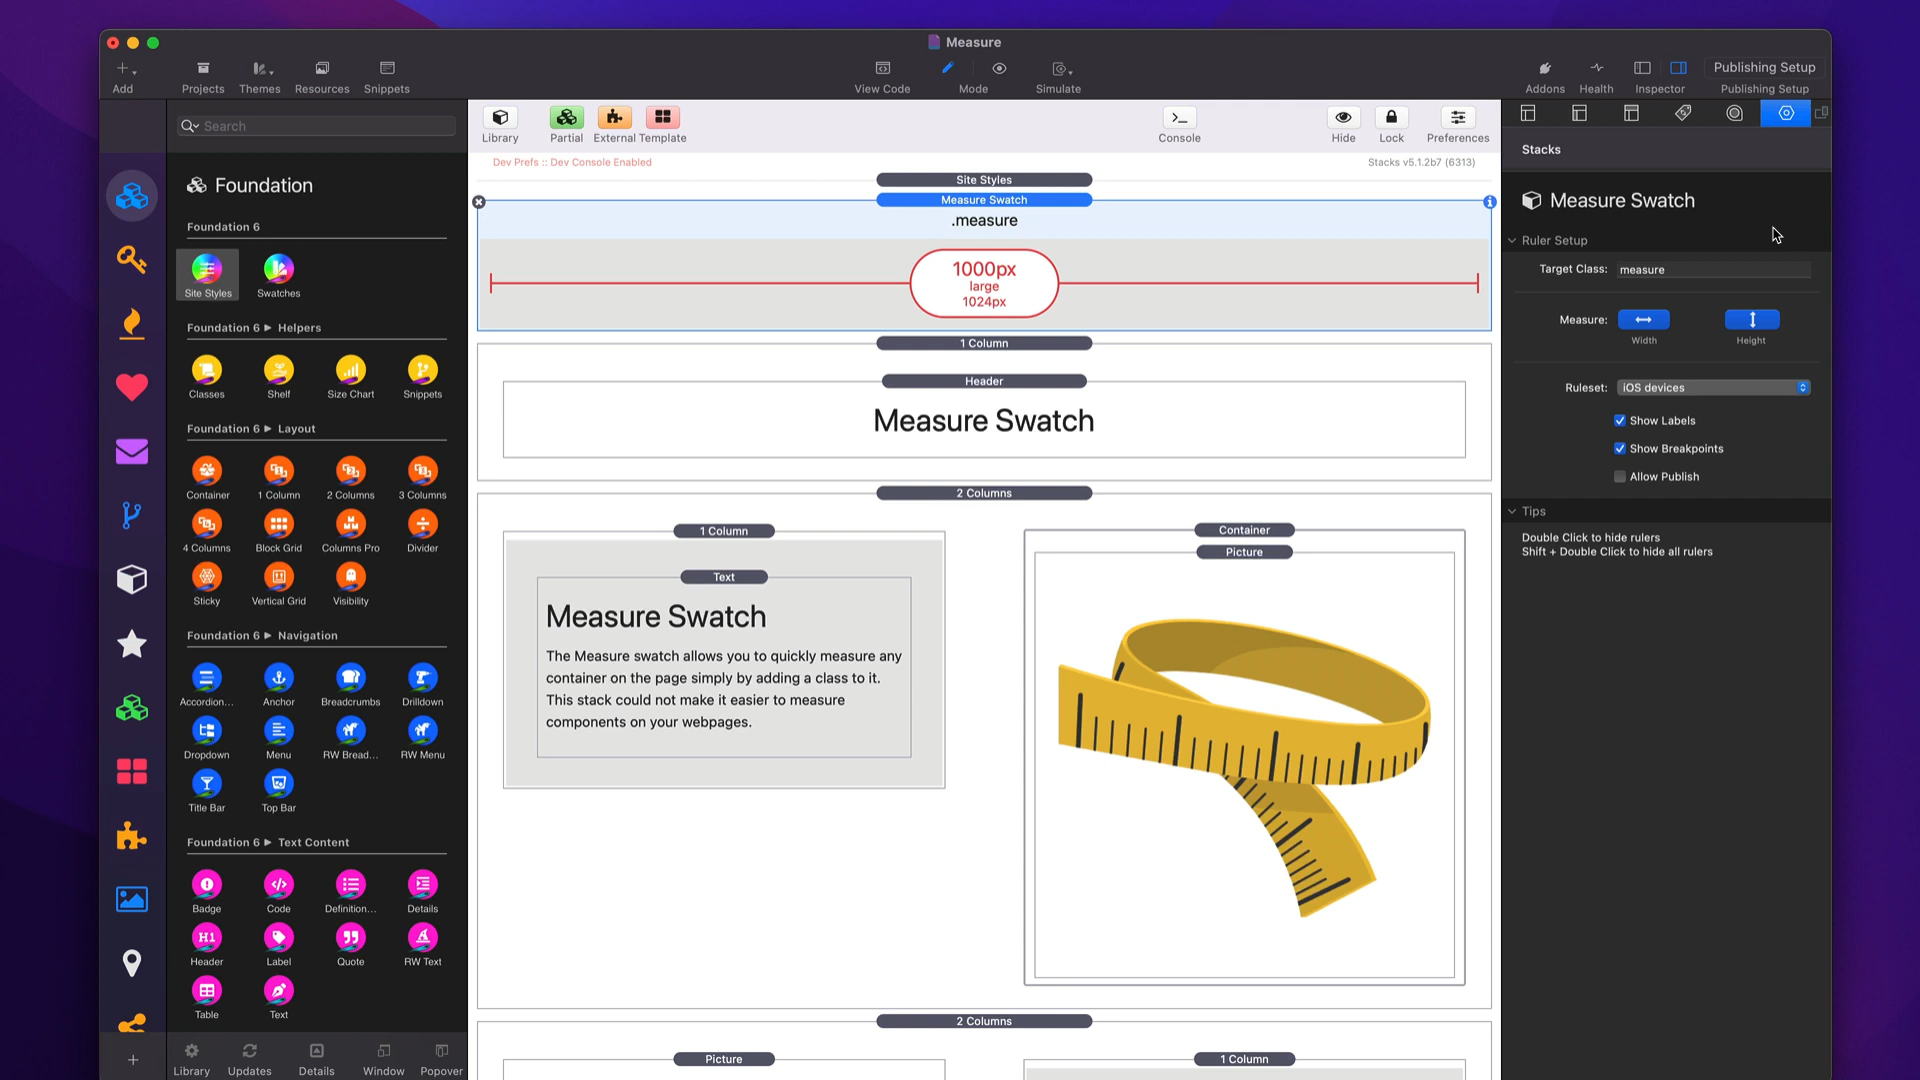 Measure
Add
Projects
Themes
Resources
Snippets
View Code
Mode
Simulate
Addons
Health
Inspector
Publishing Setup
Publishing Setup
Search
Library
Partial
External
Template
Console
Hide
Lock
Preferences
Dev Prefs :: Dev Console Enabled
Stacks v5.1.2b7 (6313)
Foundation
Foundation 6
Site Styles
Swatches
Foundation 6 ► Helpers
Classes
Shelf
Size Chart
Snippets
Foundation 6 ► Layout
Container
1 Column
2 Columns
3 Columns
4 Columns
Block Grid
Columns Pro
Divider
Sticky
Vertical Grid
Visibility
Foundation 6 ► Navigation
Accordion...
Anchor
Breadcrumbs
Drilldown
Dropdown
Menu
RW Bread...
RW Menu
Title Bar
Top Bar
Foundation 6 ► Text Content
Badge
Code
Definition...
Details
H1
Header
Label
Quote
RW Text
Table
Text
Library
Updates
Details
Window
Popover
Site Styles
Measure Swatch
.measure
1000px
large
1024px
1 Column
Header
Measure Swatch
2 Columns
1 Column
Text
Measure Swatch
The Measure swatch allows you to quickly measure any
container on the page simply by adding a class to it.
This stack could not make it easier to measure
components on your webpages.
Container
Picture
2 Columns
Picture
1 Column
Stacks
Measure Swatch
Ruler Setup
Target Class: measure
Measure:
Width
Height
Ruleset: iOS devices
Show Labels
Show Breakpoints
Allow Publish
Tips
Double Click to hide rulers
Shift + Double Click to hide all rulers